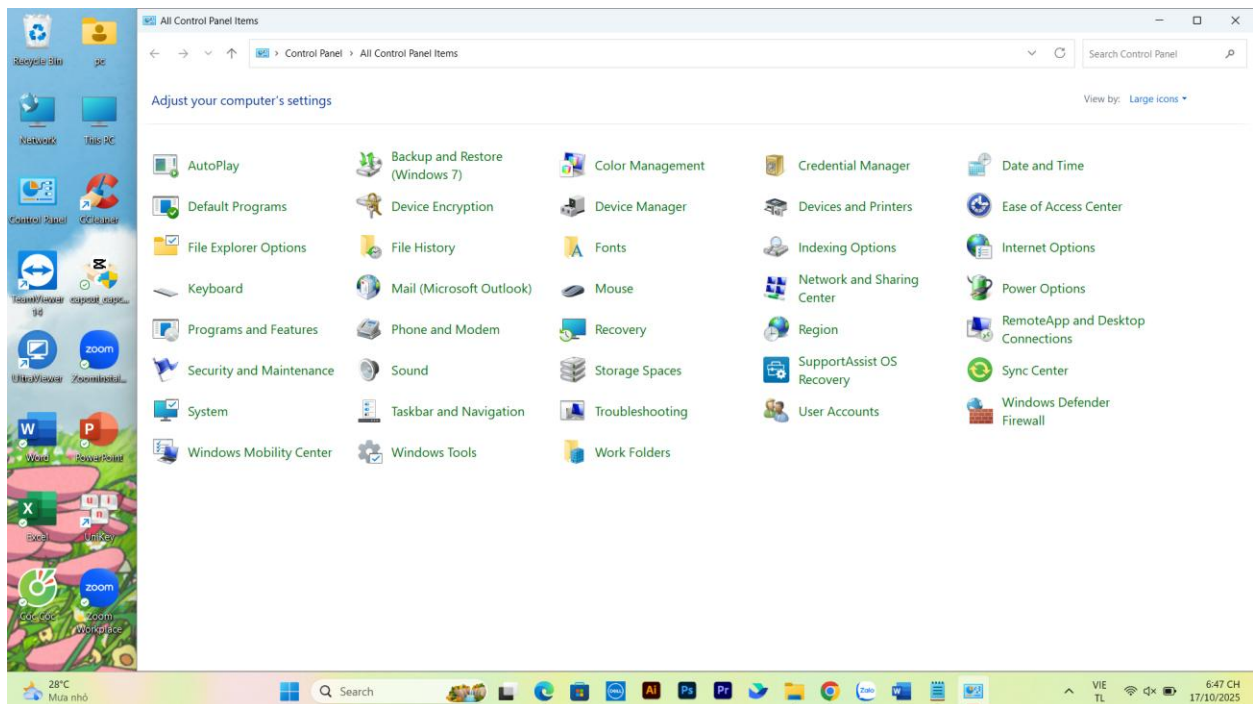 All Control Panel Items
Control Panel > All Control Panel Items
Search Control Panel
Adjust your computer's settings
View by: Large icons
AutoPlay
Backup and Restore
(Windows 7)
Color Management
Credential Manager
Date and Time
Default Programs
Device Encryption
Device Manager
Devices and Printers
Ease of Access Center
File Explorer Options
File History
Fonts
Indexing Options
Internet Options
Keyboard
Mail (Microsoft Outlook)
Mouse
Network and Sharing
Center
Power Options
Programs and Features
Phone and Modem
Recovery
Region
RemoteApp and Desktop
Connections
Security and Maintenance
Sound
Storage Spaces
SupportAssist OS
Recovery
Sync Center
System
Taskbar and Navigation
Troubleshooting
User Accounts
Windows Defender
Firewall
Windows Mobility Center
Windows Tools
Work Folders
Recycle Bin
pc
Network
This PC
Control Panel
CCleaner
TeamViewer
capcut_capc...
UltraViewer
zoom
ZoomInstal...
W
Word
P
PowerPoint
X
Excel
u i
n
UniKey
Cốc Cốc
zoom
Zoom
Workplace
28°C
Mưa nhỏ
Search
DELL
Ai
Ps
Pr
Zalo
VIE
TL
6:47 CH
17/10/2025